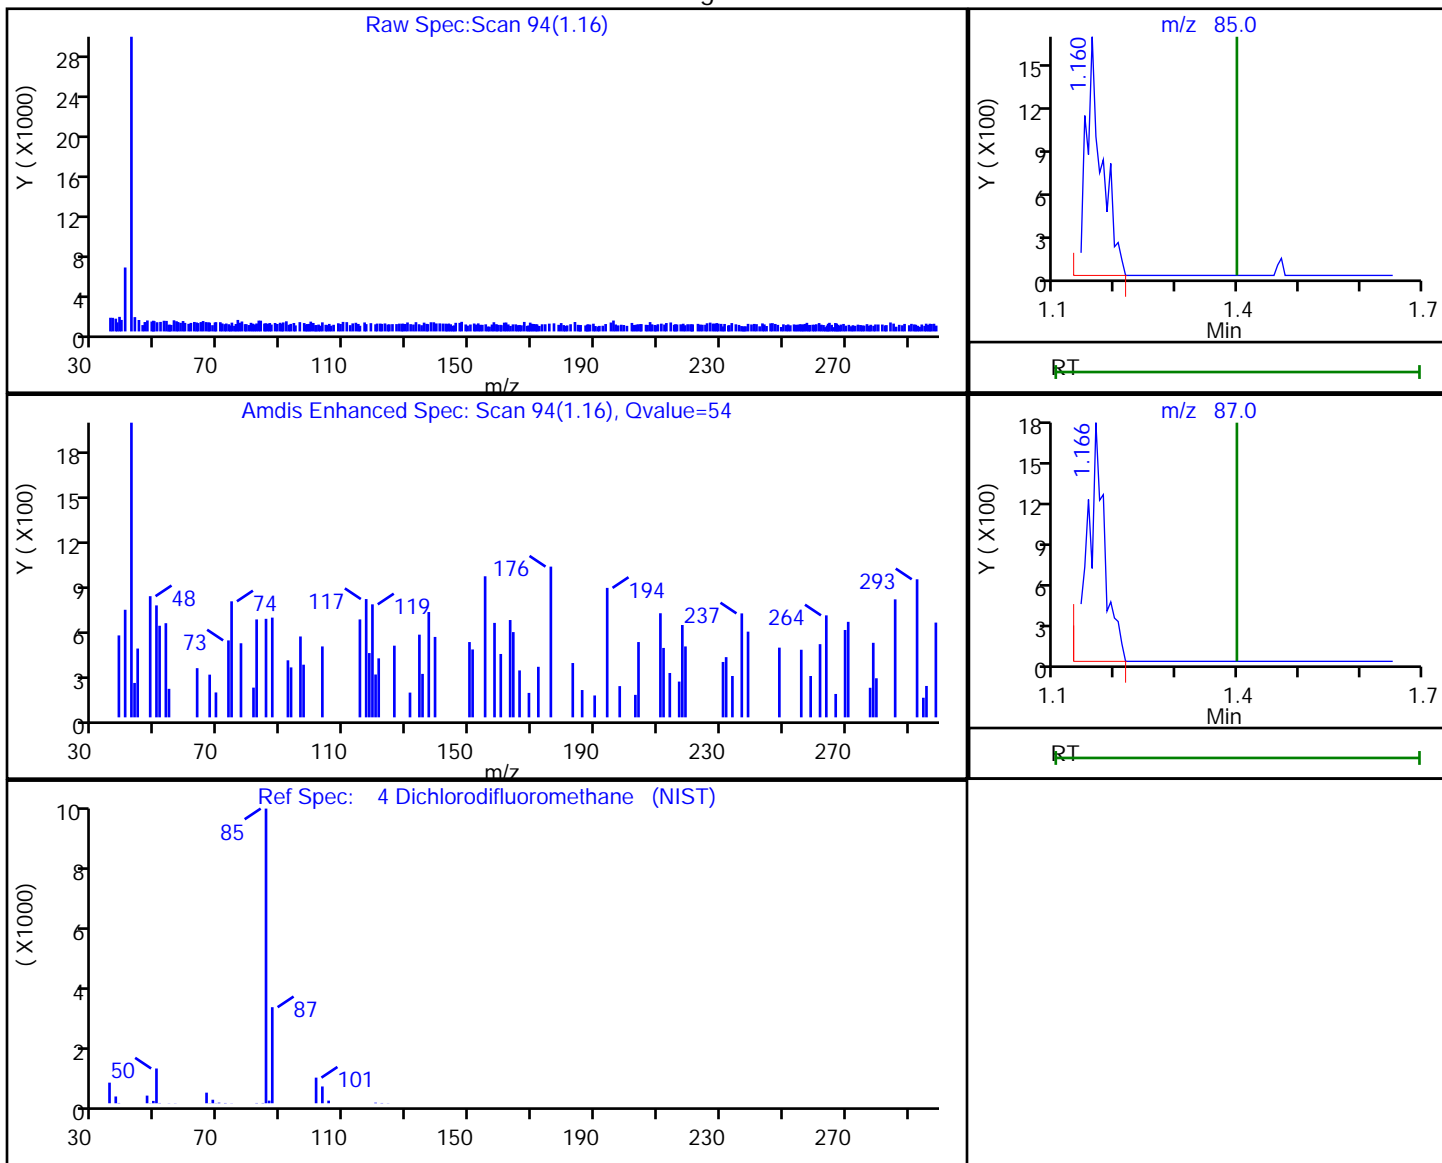 Raw Spec:Scan 94(1.16)
Y ( X1000)
28
24
20
16
12
8
4
0
30 70 110 150 190 230 270
m/z
m/z 85.0
Y ( X100)
15
12
9
6
3
0
1.160
1.1 1.4 1.7
Min
RT
Amdis Enhanced Spec: Scan 94(1.16), Qvalue=54
Y ( X100)
18
15
12
9
6
3
0
48 73 74 117 119 176 194 237 264 293
30 70 110 150 190 230 270
m/z
m/z 87.0
Y ( X100)
18
15
12
9
6
3
0
1.166
1.1 1.4 1.7
Min
RT
Ref Spec: 4 Dichlorodifluoromethane (NIST)
( X1000)
10
8
6
4
2
0
50 85 87 101
30 70 110 150 190 230 270